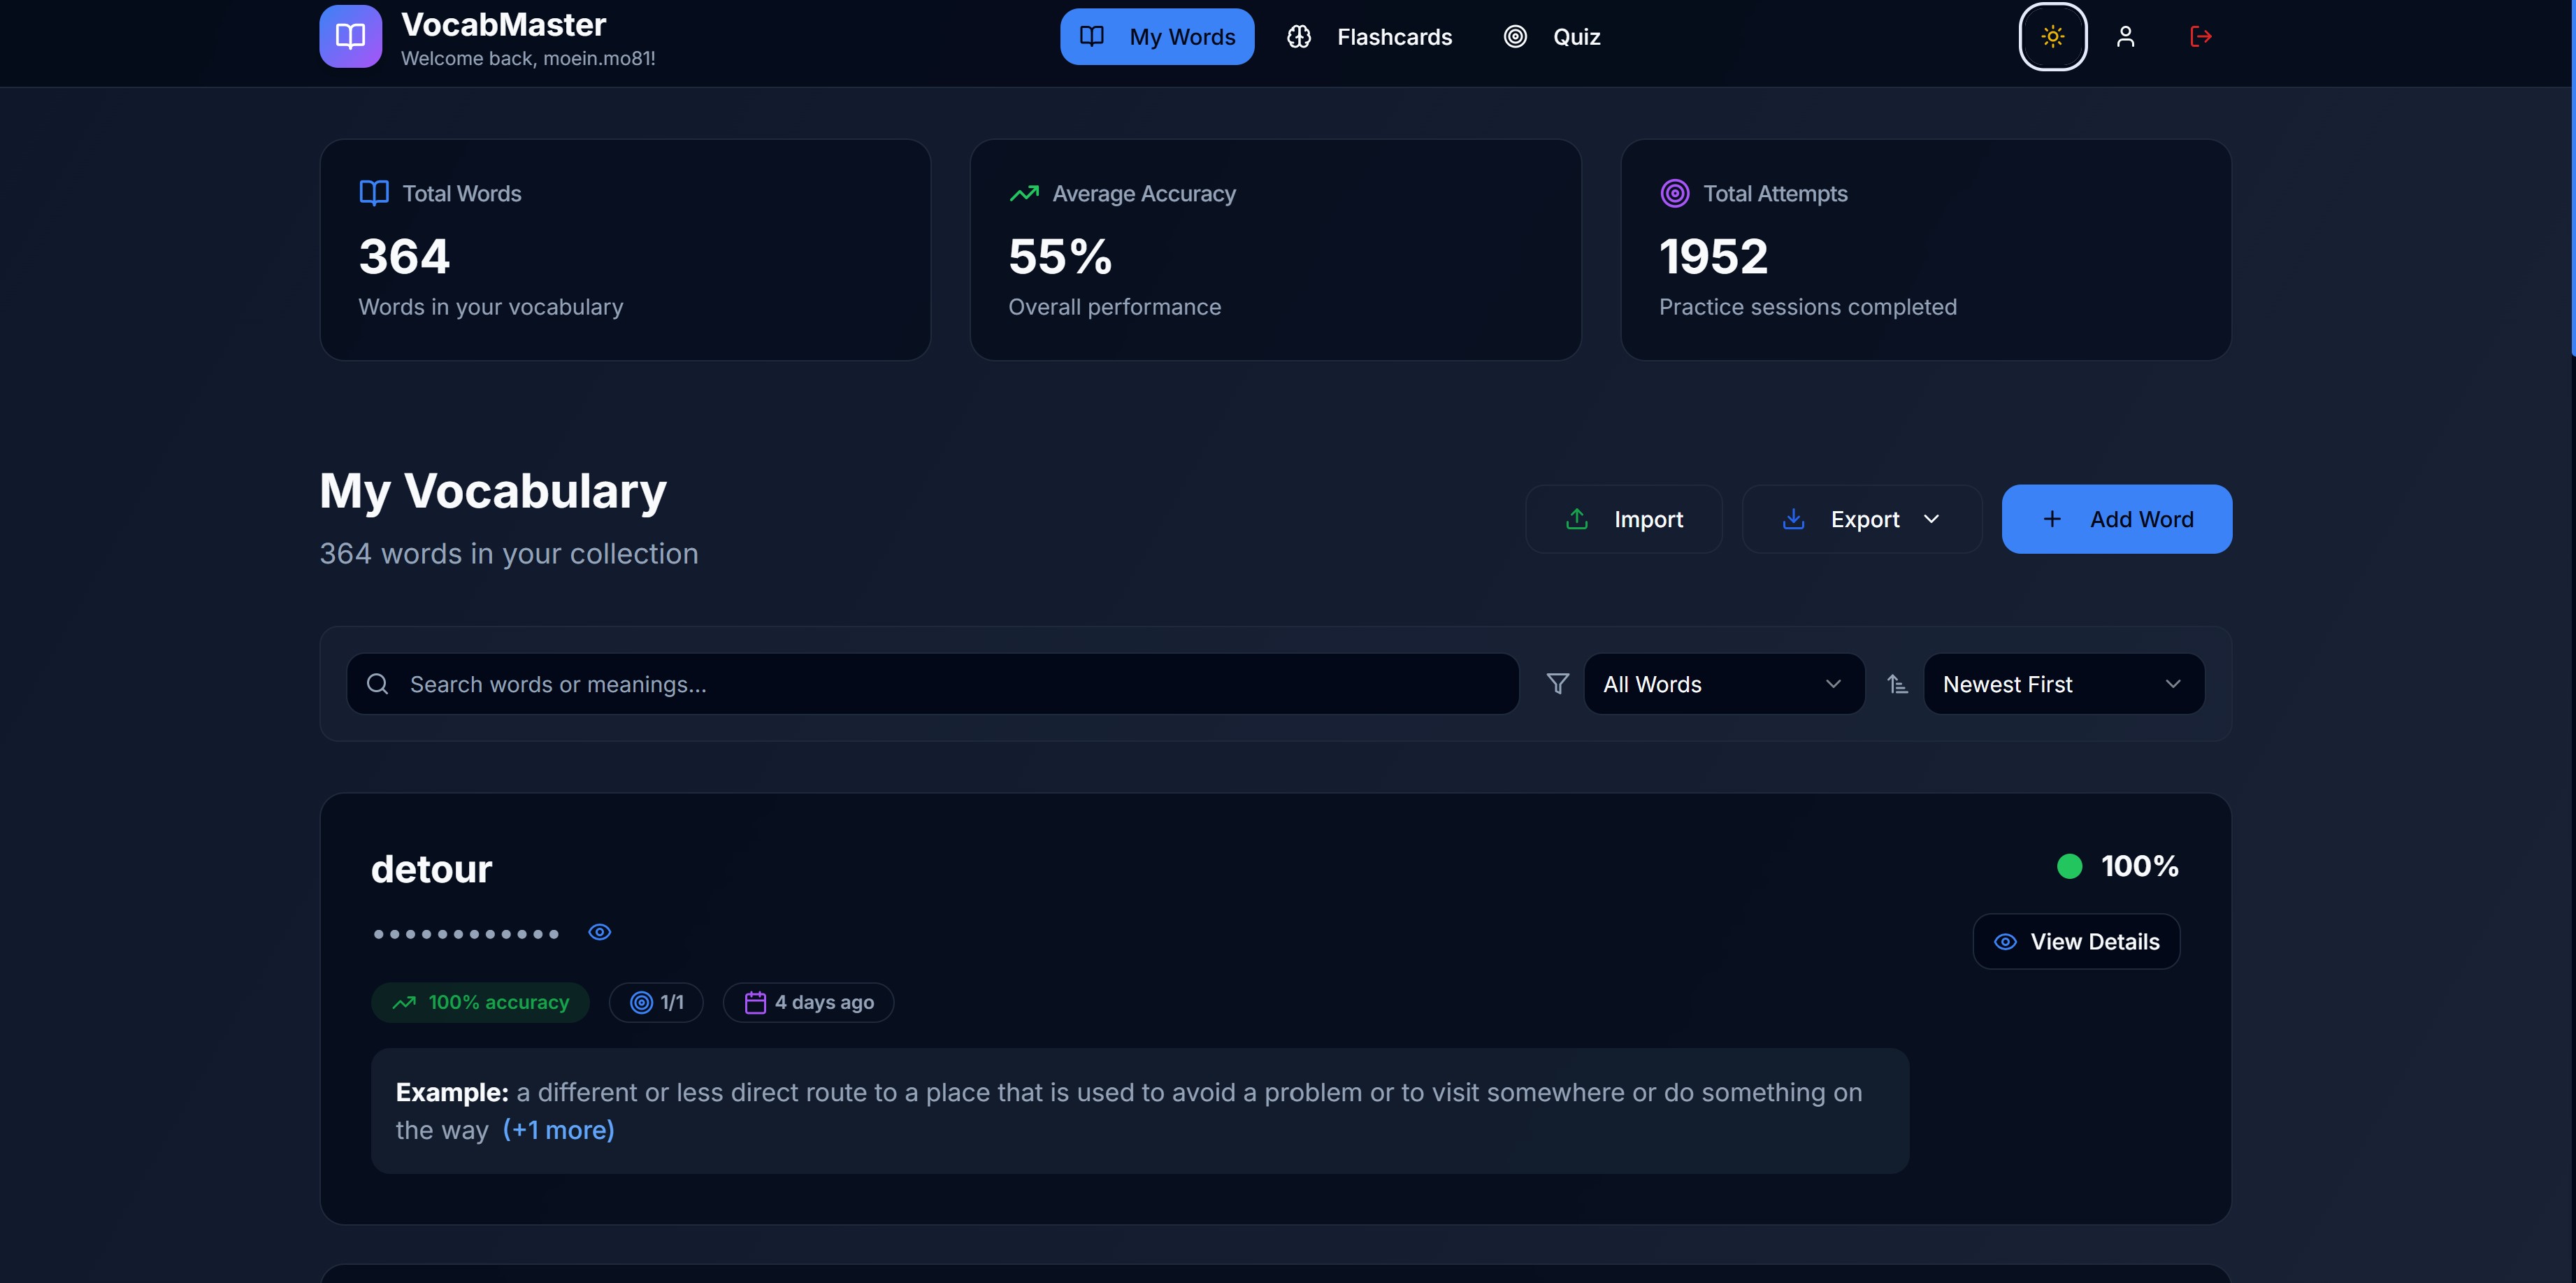 VocabMaster
Welcome back, moein.mo81!
My Words
Flashcards
Quiz
Total Words
364
Words in your vocabulary
Average Accuracy
55%
Overall performance
Total Attempts
1952
Practice sessions completed
My Vocabulary
364 words in your collection
Import
Export
Add Word
Search words or meanings...
All Words
Newest First
detour
100%
••••••••••••
View Details
100% accuracy
1/1
4 days ago
Example: a different or less direct route to a place that is used to avoid a problem or to visit somewhere or do something on
the way (+1 more)